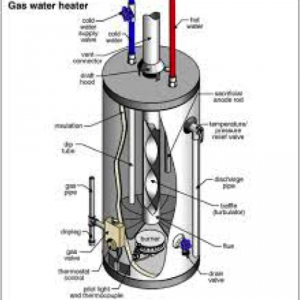 Gas water heater
cold
water
supply
valve
cold
water
hot
water
vent
connector
draft
hood
sacrificial
anode rod
insulation
temperature/
pressure
relief valve
dip
tube
gas
pipe
discharge
pipe
baffle
(turbulator)
dripleg
gas
valve
burner
flue
thermostat
control
drain
valve
pilot light
and thermocouple